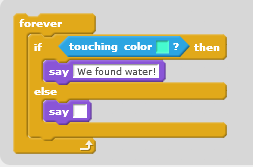 forever
if touching color ? then
say We found water!
else
say